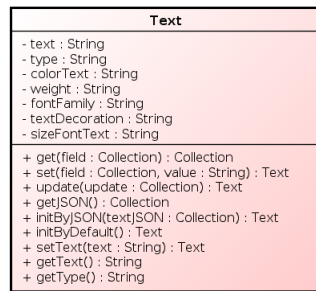 Text
- text : String
- type : String
- colorText : String
- weight : String
- fontFamily : String
- textDecoration : String
- sizeFontText : String
+ get(field : Collection) : Collection
+ set(field : Collection, value : String) : Text
+ update(update : Collection) : Text
+ getJSON() : Collection
+ initByJSON(textJSON : Collection) : Text
+ initByDefault() : Text
+ setText(text : String) : Text
+ getText() : String
+ getType() : String